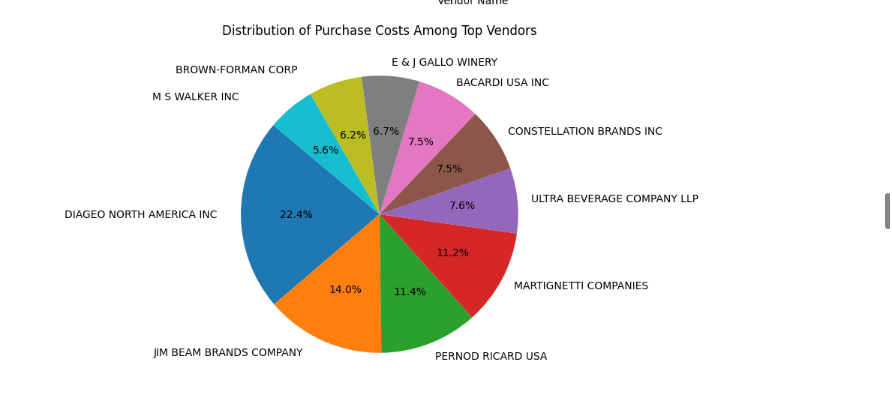 Vendor Name
Distribution of Purchase Costs Among Top Vendors
E & J GALLO WINERY
BROWN-FORMAN CORP
BACARDI USA INC
M S WALKER INC
CONSTELLATION BRANDS INC
6.7%
6.2%
7.5%
5.6%
7.5%
ULTRA BEVERAGE COMPANY LLP
7.6%
DIAGEO NORTH AMERICA INC
22.4%
11.2%
MARTIGNETTI COMPANIES
14.0%
11.4%
JIM BEAM BRANDS COMPANY
PERNOD RICARD USA